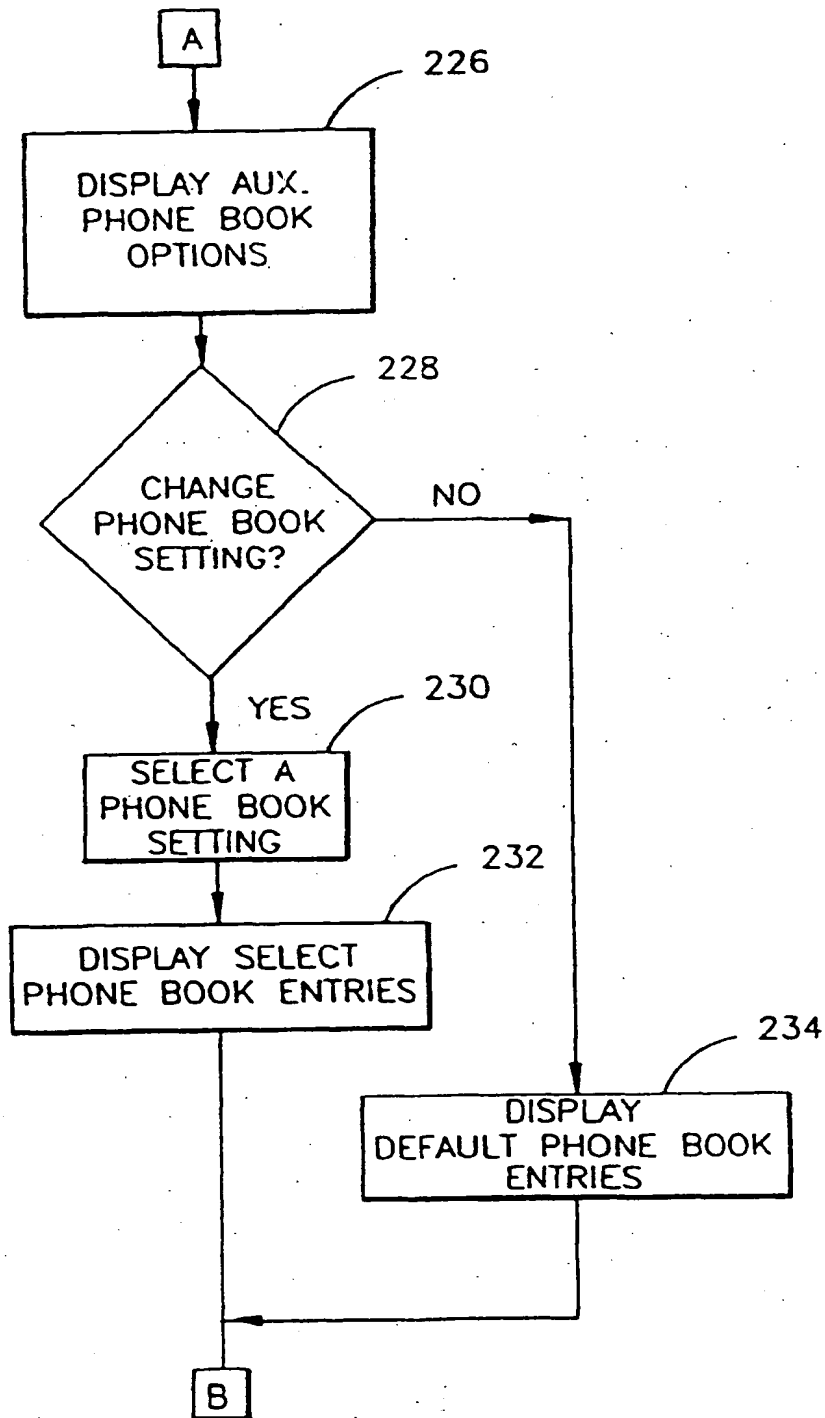 A
226
DISPLAY AUX.
PHONE BOOK
OPTIONS
228
CHANGE
PHONE BOOK
SETTING?
NO
YES
230
SELECT A
PHONE BOOK
SETTING
232
DISPLAY SELECT
PHONE BOOK ENTRIES
234
DISPLAY
DEFAULT PHONE BOOK
ENTRIES
B